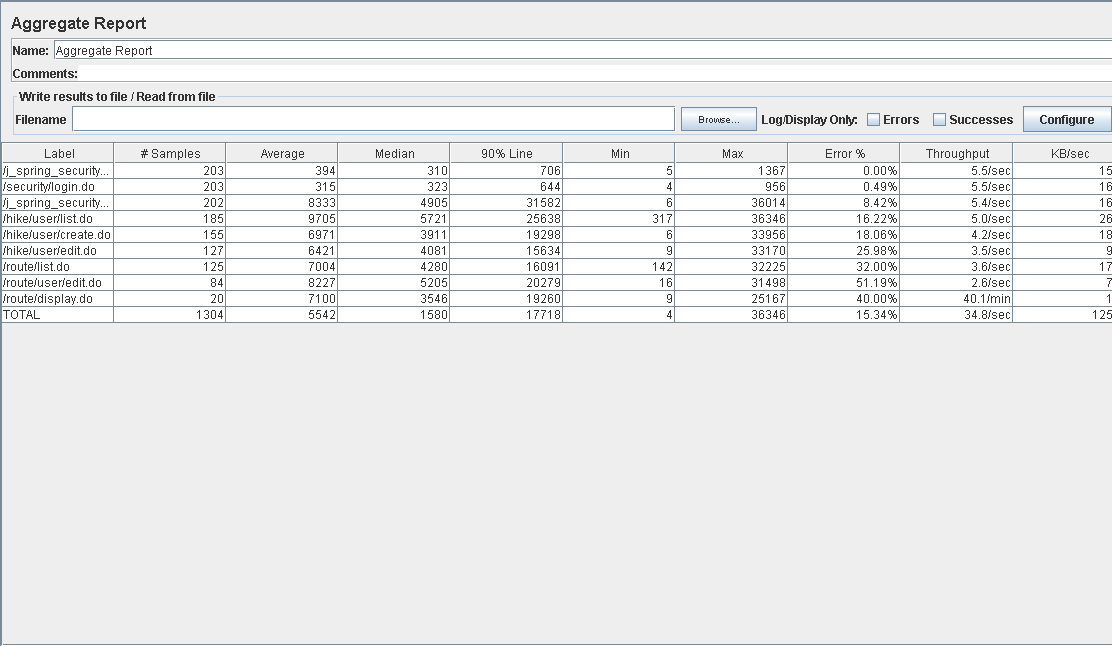 Aggregate Report
Name: Aggregate Report
Comments:
Write results to file / Read from file
Filename Browse... Log/Display Only: Errors Successes Configure
Label # Samples Average Median 90% Line Min Max Error % Throughput KB/sec
/j_spring_security... 203 394 310 706 5 1367 0.00% 5.5/sec 15
/security/login.do 203 315 323 644 4 956 0.49% 5.5/sec 16
/j_spring_security... 202 8333 4905 31582 6 36014 8.42% 5.4/sec 16
/hike/user/list.do 185 9705 5721 25638 317 36346 16.22% 5.0/sec 26
/hike/user/create.do 155 6971 3911 19298 6 33956 18.06% 4.2/sec 18
/hike/user/edit.do 127 6421 4081 15634 9 33170 25.98% 3.5/sec 9
/route/list.do 125 7004 4280 16091 142 32225 32.00% 3.6/sec 17
/route/user/edit.do 84 8227 5205 20279 16 31498 51.19% 2.6/sec 7
/route/display.do 20 7100 3546 19260 9 25167 40.00% 40.1/min 1
TOTAL 1304 5542 1580 17718 4 36346 15.34% 34.8/sec 125